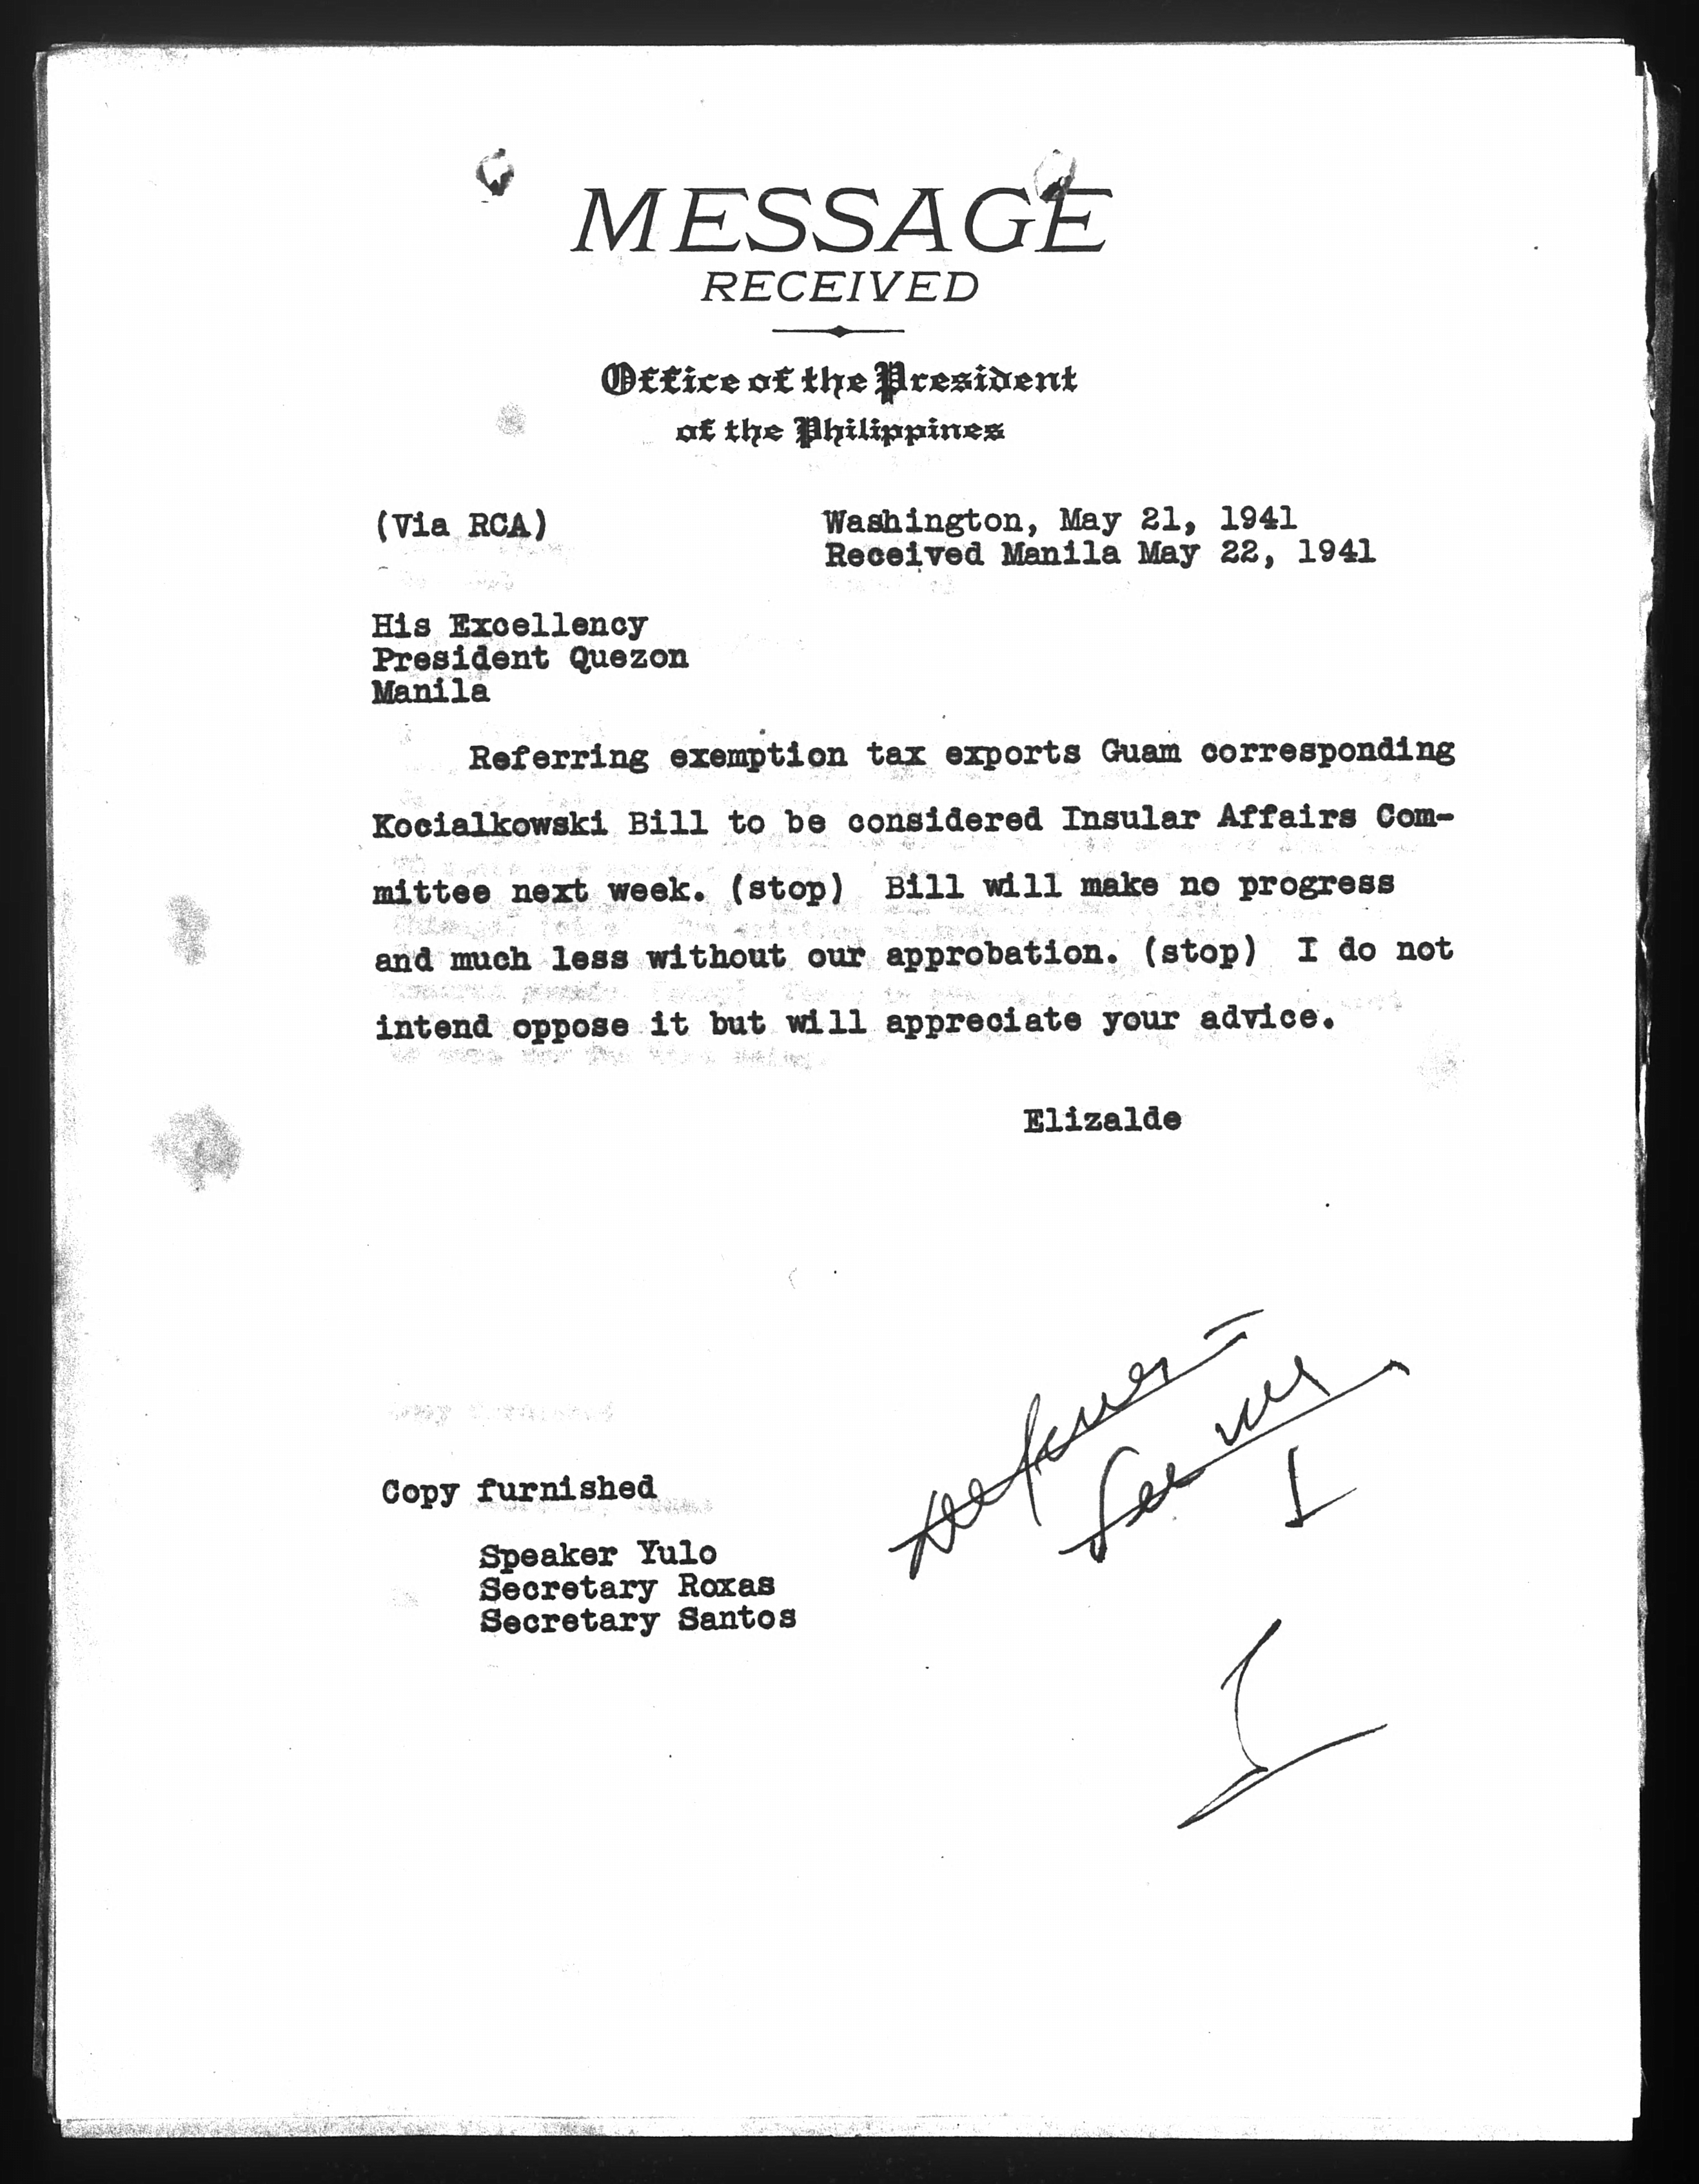 MESSAGE
RECEIVED
Office of the President
of the Philippines
(Via RCA)
Washington, May 21, 1941
Received Manila May 22, 1941
His Excellency
President Quezon
Manila
Referring exemption tax exports Guam corresponding
Kocialkowski Bill to be considered Insular Affairs Com-
mittee next week. (stop) Bill will make no progress
and much less without our approbation. (stop) I do not
intend oppose it but will appreciate your advice.
Elizalde
Copy furnished
Speaker Yulo
Secretary Roxas
Secretary Santos